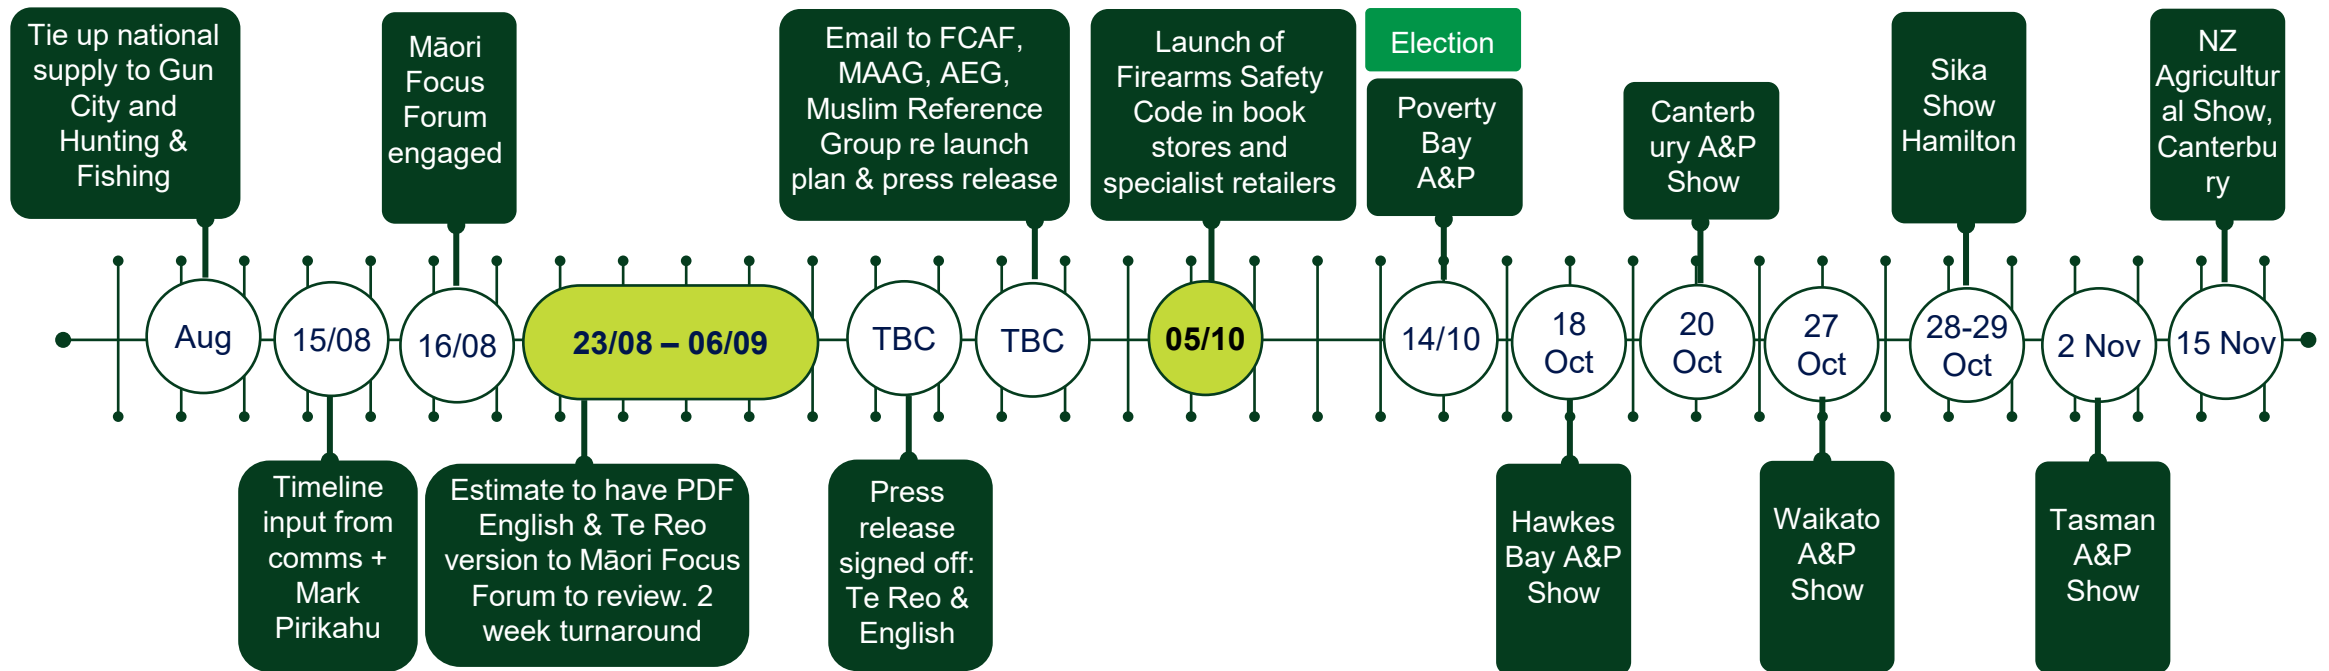 Tie up national
supply to Gun
City and
Hunting &
Fishing
Māori
Focus
Forum
engaged
Email to FCAF,
MAAG, AEG,
Muslim Reference
Group re launch
plan & press release
Launch of
Firearms Safety
Code in book
stores and
specialist retailers
Election
Poverty
Bay
A&P
Canterb
ury A&P
Show
Sika
Show
Hamilton
NZ
Agricultur
al Show,
Canterbu
ry
Aug
15/08
16/08
23/08 – 06/09
TBC
TBC
05/10
14/10
18
Oct
20
Oct
27
Oct
28-29
Oct
2 Nov
15 Nov
Timeline
input from
comms +
Mark
Pirikahu
Estimate to have PDF
English & Te Reo
version to Māori Focus
Forum to review. 2
week turnaround
Press
release
signed off:
Te Reo &
English
Hawkes
Bay A&P
Show
Waikato
A&P
Show
Tasman
A&P
Show